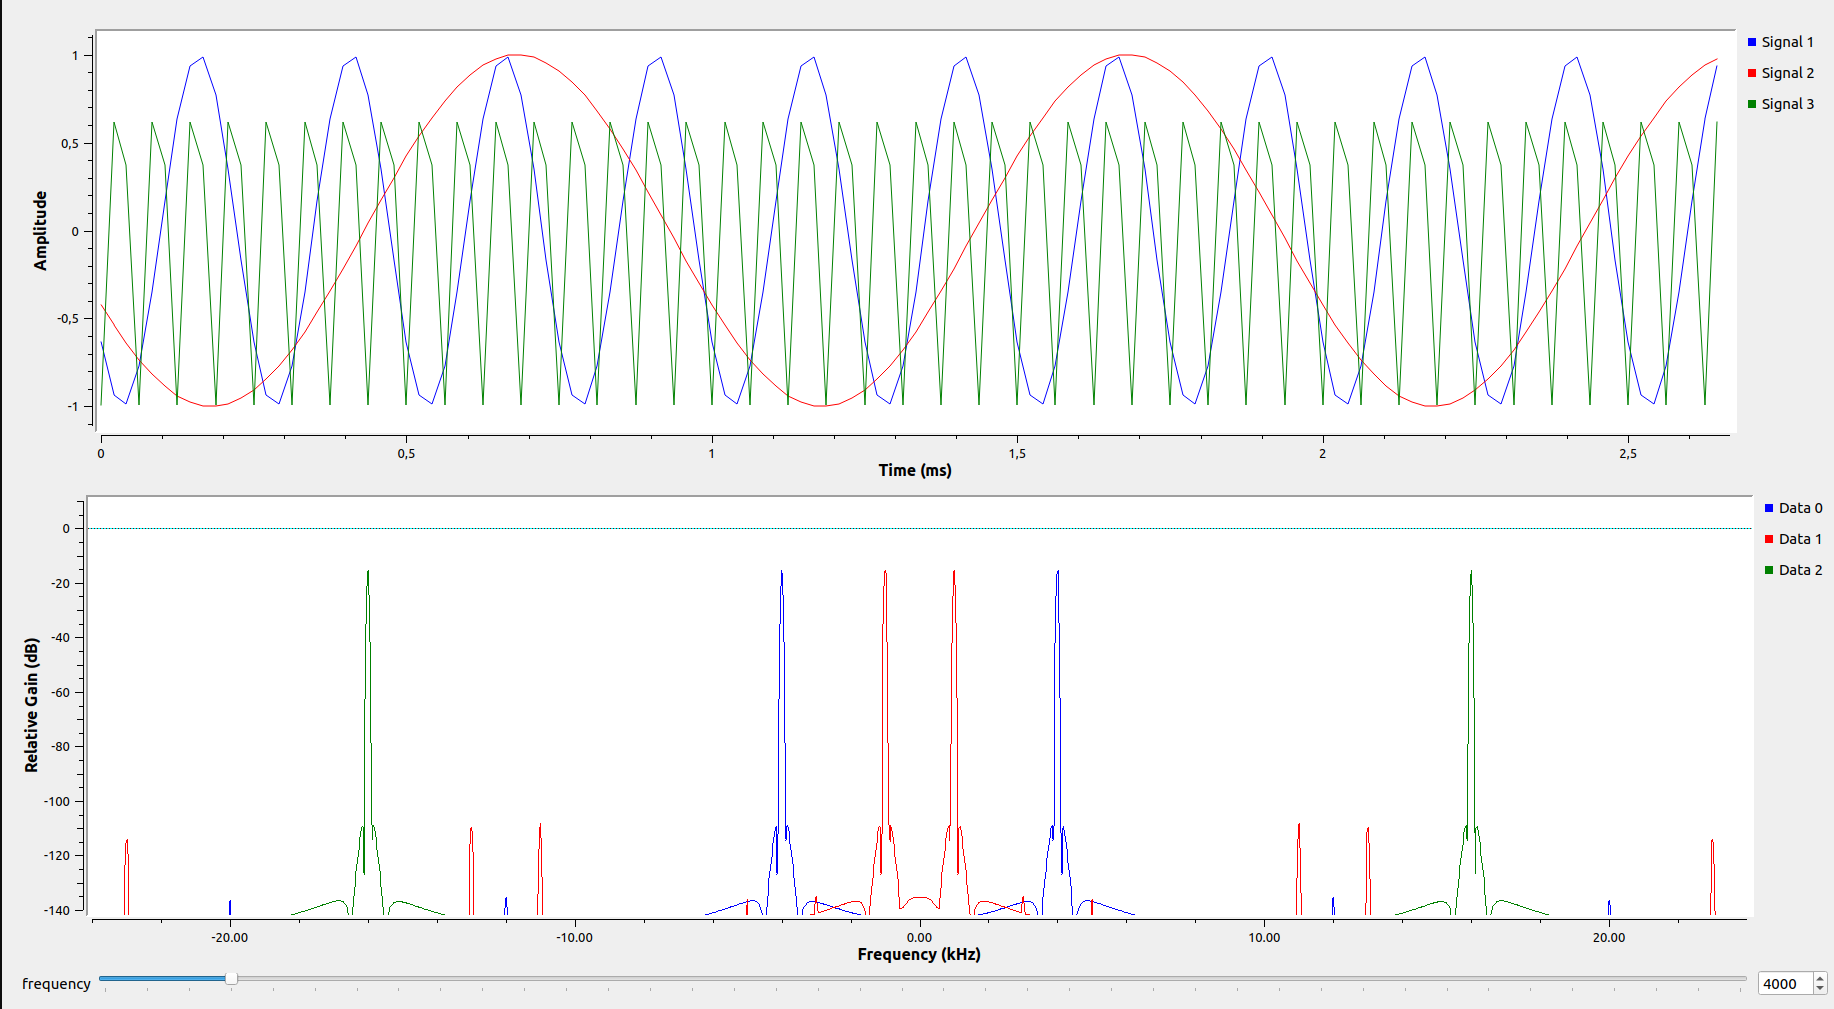 Signal 1
Signal 2
Signal 3
Amplitude
1
0,5
0
-0,5
-1
0
0,5
1
1,5
2
2,5
Time (ms)
Data 0
Data 1
Data 2
Relative Gain (dB)
0
-20
-40
-60
-80
-100
-120
-140
-20.00
-10.00
0.00
10.00
20.00
Frequency (kHz)
frequency
4000